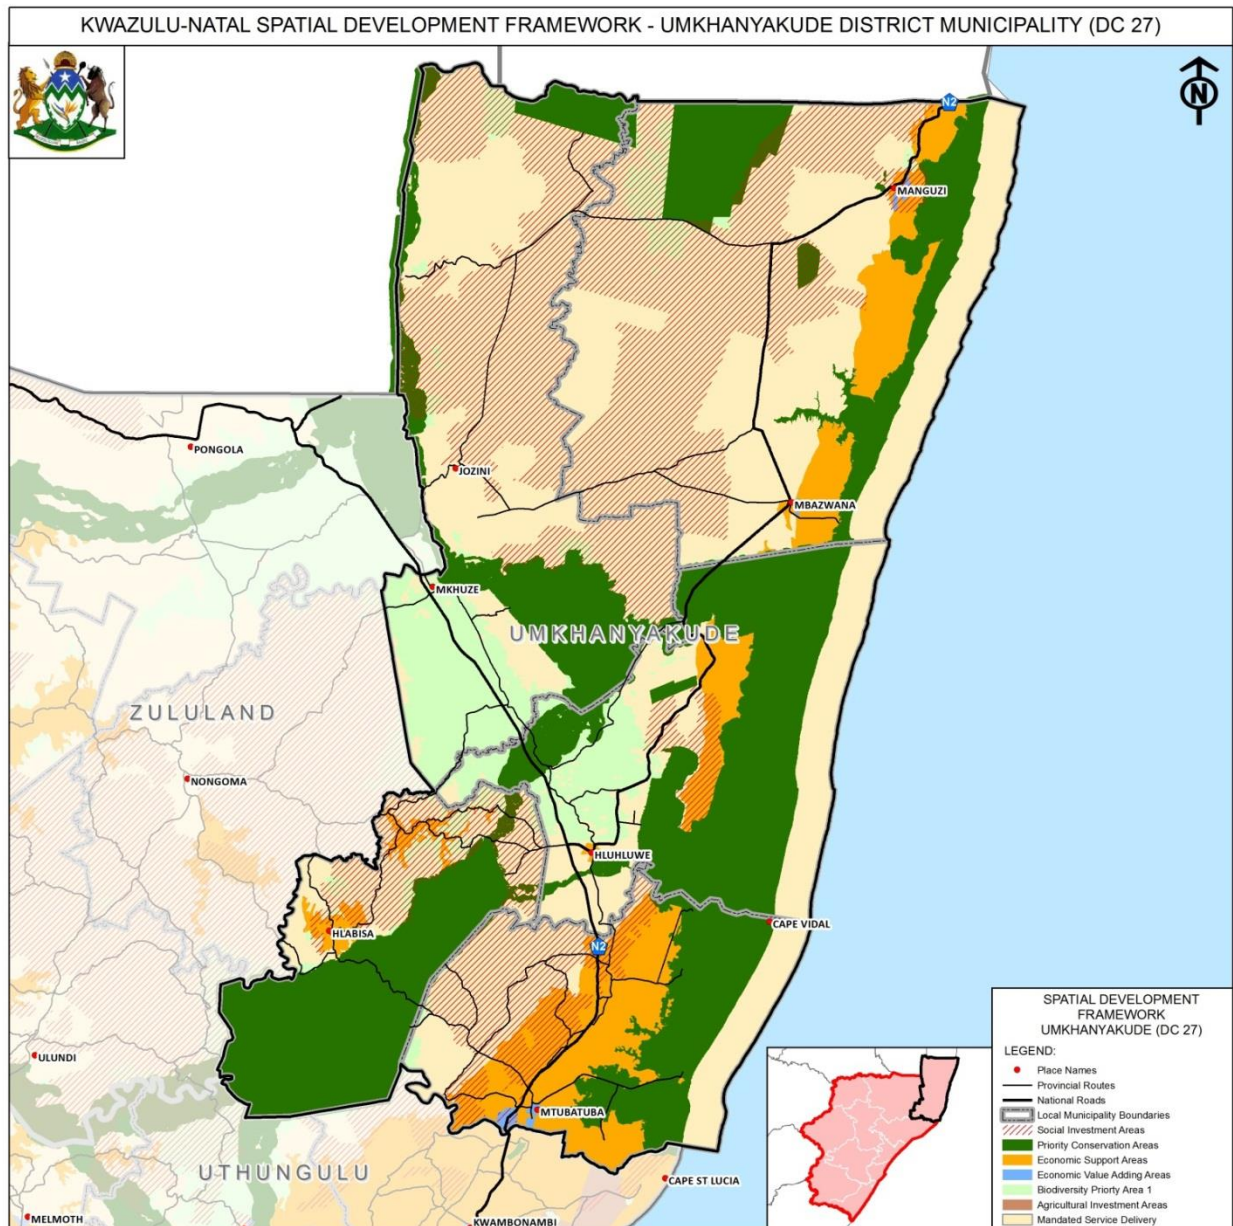 KWAZULU-NATAL SPATIAL DEVELOPMENT FRAMEWORK - UMKHANYAKUDE DISTRICT MUNICIPALITY (DC 27)
N
N2
MANGUZI
PONGOLA
JOZINI
MBAZWANA
MKHUZE
UMKHANYAKUDE
ZULULAND
NONGOMA
HLUHLUWE
CAPE VIDAL
HLABISA
N2
ULUNDI
MTUBATUBA
UTHUNGULU
CAPE ST LUCIA
MELMOTH
KWAMBONAMBI
SPATIAL DEVELOPMENT
FRAMEWORK
UMKHANYAKUDE (DC 27)
LEGEND:
Place Names
Provincial Routes
National Roads
Local Municipality Boundaries
Social Investment Areas
Priority Conservation Areas
Economic Support Areas
Economic Value Adding Areas
Biodiversity Priorty Area 1
Agricultural Investment Areas
Mandated Service Delivery